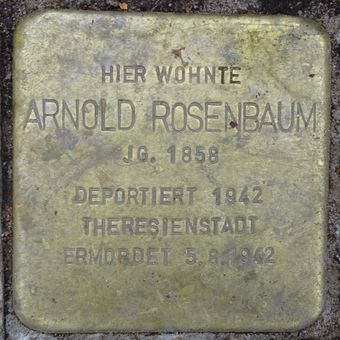 HIER WOHNTE
ARNOLD ROSENBAUM
JG. 1858
DEPORTIERT 1942
THERESIENSTADT
ERMORDET 5.8.1942